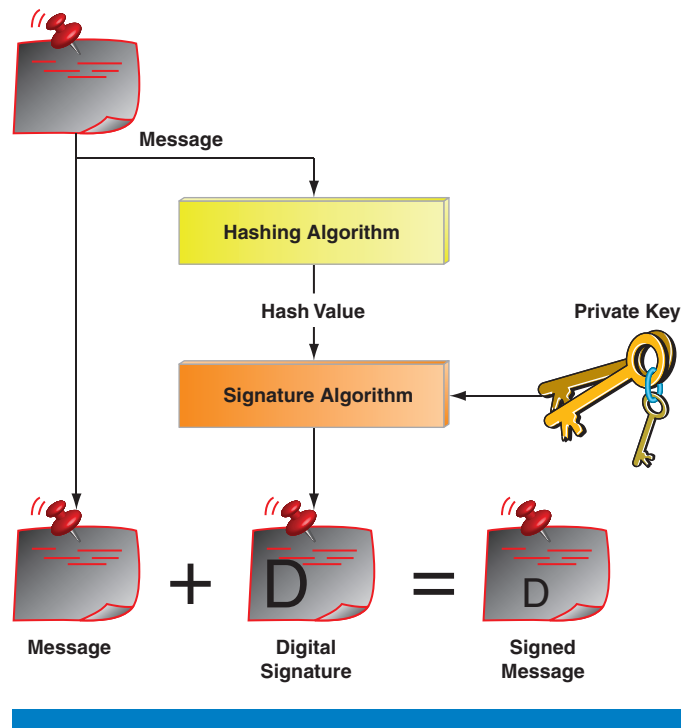 Message
Hashing Algorithm
Hash Value
Private Key
Signature Algorithm
D
D
+
=
Message
Digital
Signature
Signed
Message